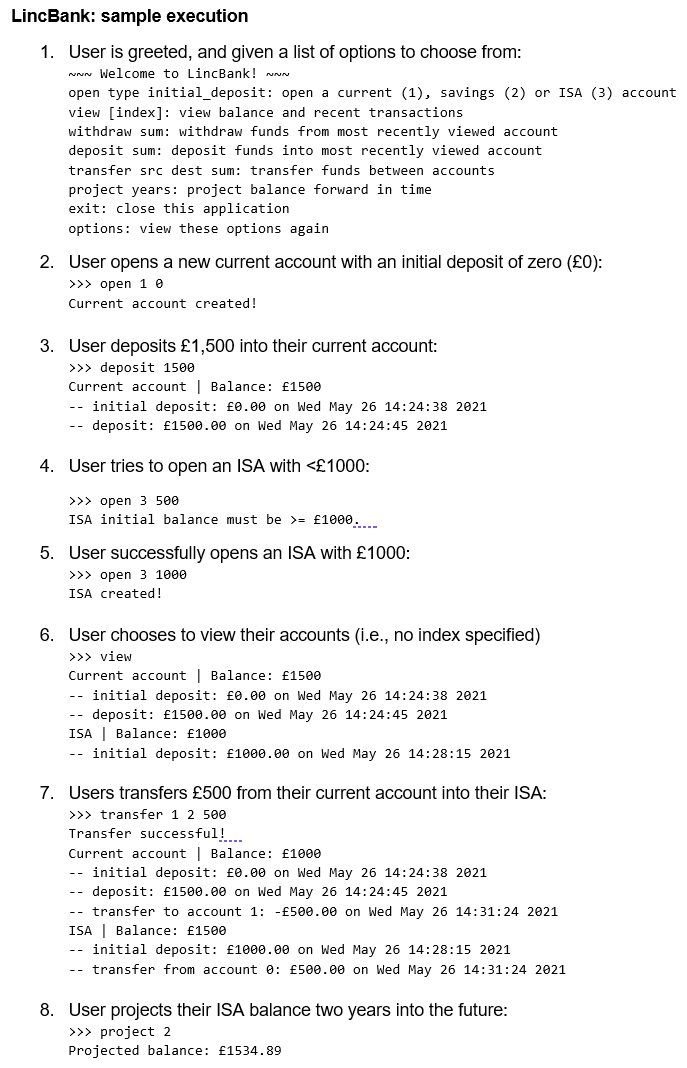 LincBank: sample execution
1. User is greeted, and given a list of options to choose from:
~~~ Welcome to LincBank! ~~~
open type initial_deposit: open a current (1), savings (2) or ISA (3) account
view [index]: view balance and recent transactions
withdraw sum: withdraw funds from most recently viewed account
deposit sum: deposit funds into most recently viewed account
transfer src dest sum: transfer funds between accounts
project years: project balance forward in time
exit: close this application
options: view these options again
2. User opens a new current account with an initial deposit of zero (£0):
>>> open 1 0
Current account created!
3. User deposits £1,500 into their current account:
>>> deposit 1500
Current account | Balance: £1500
-- initial deposit: £0.00 on Wed May 26 14:24:38 2021
-- deposit: £1500.00 on Wed May 26 14:24:45 2021
4. User tries to open an ISA with <£1000:
>>> open 3 500
ISA initial balance must be >= £1000.
5. User successfully opens an ISA with £1000:
>>> open 3 1000
ISA created!
6. User chooses to view their accounts (i.e., no index specified)
>>> view
Current account | Balance: £1500
-- initial deposit: £0.00 on Wed May 26 14:24:38 2021
-- deposit: £1500.00 on Wed May 26 14:24:45 2021
ISA | Balance: £1000
-- initial deposit: £1000.00 on Wed May 26 14:28:15 2021
7. Users transfers £500 from their current account into their ISA:
>>> transfer 1 2 500
Transfer successful!
Current account | Balance: £1000
-- initial deposit: £0.00 on Wed May 26 14:24:38 2021
-- deposit: £1500.00 on Wed May 26 14:24:45 2021
-- transfer to account 1: -£500.00 on Wed May 26 14:31:24 2021
ISA | Balance: £1500
-- initial deposit: £1000.00 on Wed May 26 14:28:15 2021
-- transfer from account 0: £500.00 on Wed May 26 14:31:24 2021
8. User projects their ISA balance two years into the future:
>>> project 2
Projected balance: £1534.89